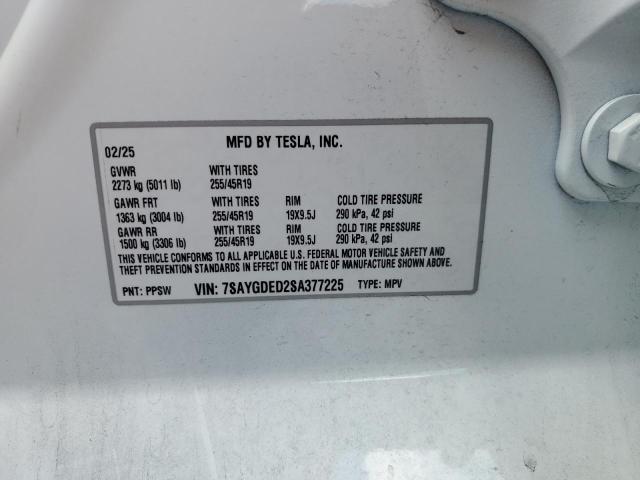 02/25 MFD BY TESLA, INC.
GVWR WITH TIRES
2273 kg (5011 lb) 255/45R19
GAWR FRT WITH TIRES RIM COLD TIRE PRESSURE
1363 kg (3004 lb) 255/45R19 19X9.5J 290 kPa, 42 psi
GAWR RR WITH TIRES RIM COLD TIRE PRESSURE
1500 kg (3306 lb) 255/45R19 19X9.5J 290 kPa, 42 psi
THIS VEHICLE CONFORMS TO ALL APPLICABLE U.S. FEDERAL MOTOR VEHICLE SAFETY AND
THEFT PREVENTION STANDARDS IN EFFECT ON THE DATE OF MANUFACTURE SHOWN ABOVE.
PNT: PPSW VIN: 7SAYGDED2SA377225 TYPE: MPV